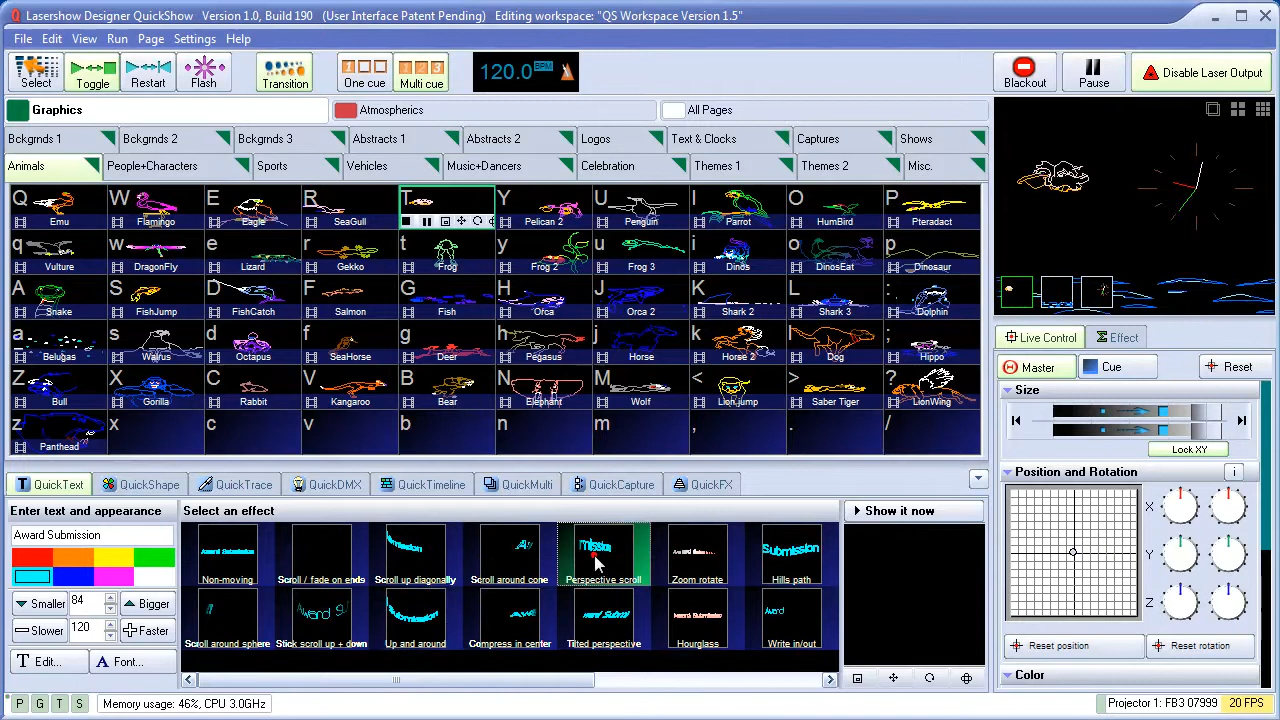 Lasershow Designer QuickShow Version 1.0, Build 190 (User Interface Patent Pending) Editing workspace: "QS Workspace Version 1.5"
File Edit View Run Page Settings Help
Select Toggle Restart Flash Transition One cue Multi cue 120.0 BPM Blackout Pause Disable Laser Output
Graphics Atmospherics All Pages
Bckgnds 1 Bckgnds 2 Bckgnds 3 Abstracts 1 Abstracts 2 Logos Text & Clocks Captures Shows
Animals People+Characters Sports Vehicles Music+Dancers Celebration Themes 1 Themes 2 Misc.
Q W E R T Y U I O P
Emu Flamingo Eagle SeaGull Pelican 2 Penguin Parrot HumBird Pteradact
q w e r t y u i o p
Vulture DragonFly Lizard Gekko Frog Frog 2 Frog 3 Dinos DinosEat Dinosaur
A S D F G H J K L :
Snake FishJump FishCatch Salmon Fish Orca Orca 2 Shark 2 Shark 3 Dolphin
a s d f g h j k l ;
Belugas Walrus Octapus SeaHorse Deer Pegasus Horse Horse 2 Dog Hippo
Z X C V B N M < > ?
Bull Gorilla Rabbit Kangaroo Bear Elephant Wolf LionJump Saber Tiger LionWing
z x c v b n m , . /
Panthead
Live Control Effect
Master Cue Reset
Size
Lock XY
Position and Rotation i
X
Y
Z
Reset position Reset rotation
Color
QuickText QuickShape QuickTrace QuickDMX QuickTimeline QuickMulti QuickCapture QuickFX
Enter text and appearance Select an effect Show it now
Award Submission
Smaller 84 Bigger
Slower 120 Faster
Edit... Font...
Non-moving Scroll / fade on ends Scroll up diagonally Scroll around cone Perspective scroll Zoom rotate Hills path
Scroll around sphere Stick scroll up + down Up and around Compress in center Tilted perspective Hourglass Write in/out
P G T S Memory usage: 46%, CPU 3.0GHz Projector 1: FB3 07999 20 FPS